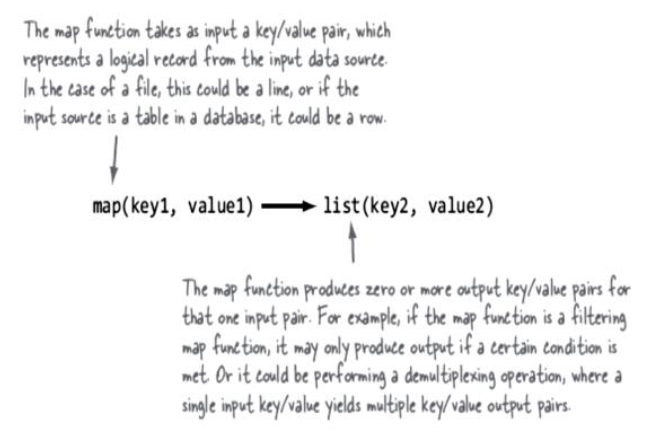 The map function takes as input a key/value pair, which
represents a logical record from the input data source.
In the case of a file, this could be a line, or if the
input source is a table in a database, it could be a row.
map(key1, value1) → list(key2, value2)
The map function produces zero or more output key/value pairs for
that one input pair. For example, if the map function is a filtering
map function, it may only produce output if a certain condition is
met. Or it could be performing a demultiplexing operation, where a
single input key/value yields multiple key/value output pairs.